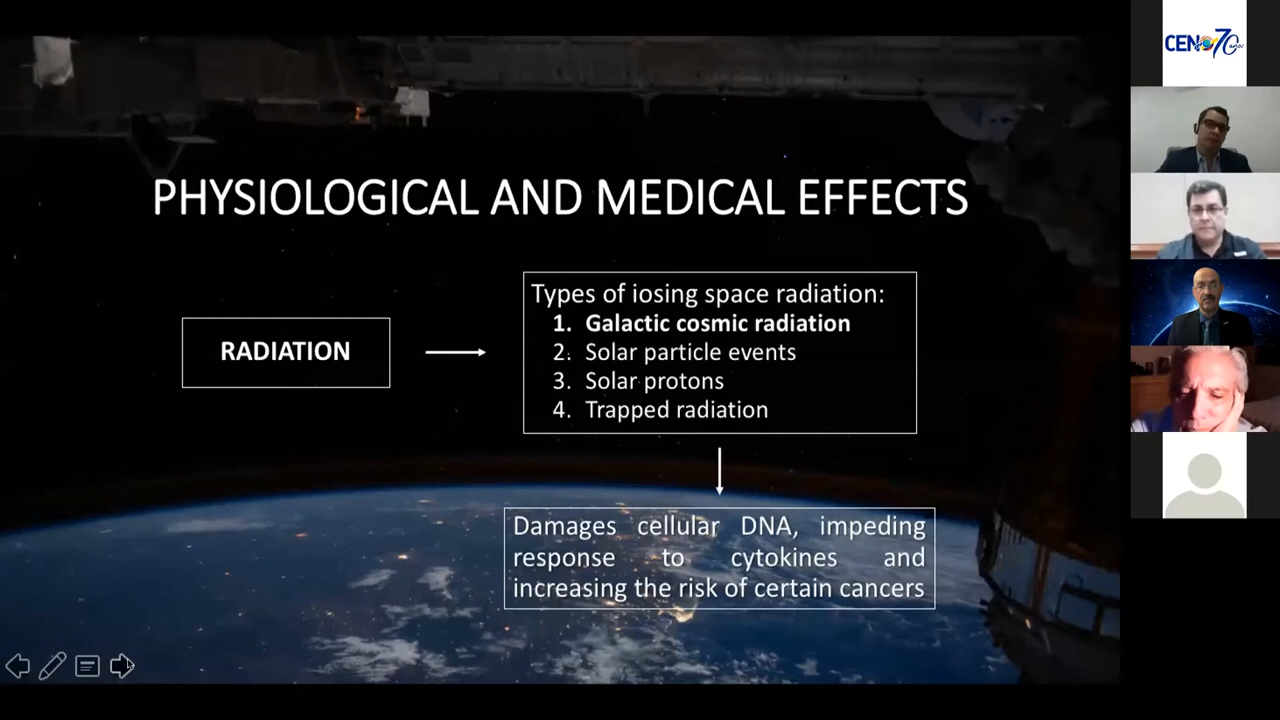 PHYSIOLOGICAL AND MEDICAL EFFECTS
RADIATION
Types of iosing space radiation:
1. Galactic cosmic radiation
2. Solar particle events
3. Solar protons
4. Trapped radiation
Damages cellular DNA, impeding
response to cytokines and
increasing the risk of certain cancers
CEN 70